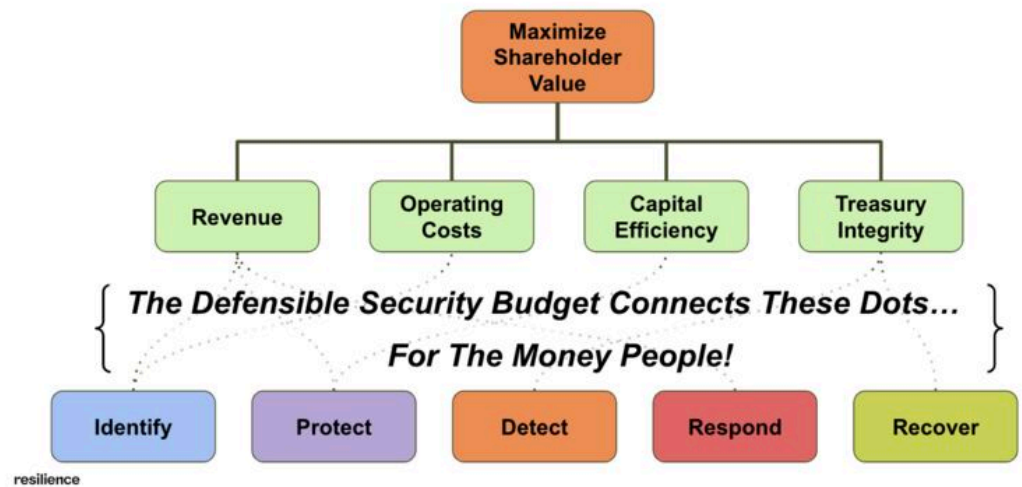 Maximize
Shareholder
Value
Revenue
Operating
Costs
Capital
Efficiency
Treasury
Integrity
The Defensible Security Budget Connects These Dots...
For The Money People!
Identify
Protect
Detect
Respond
Recover
resilience